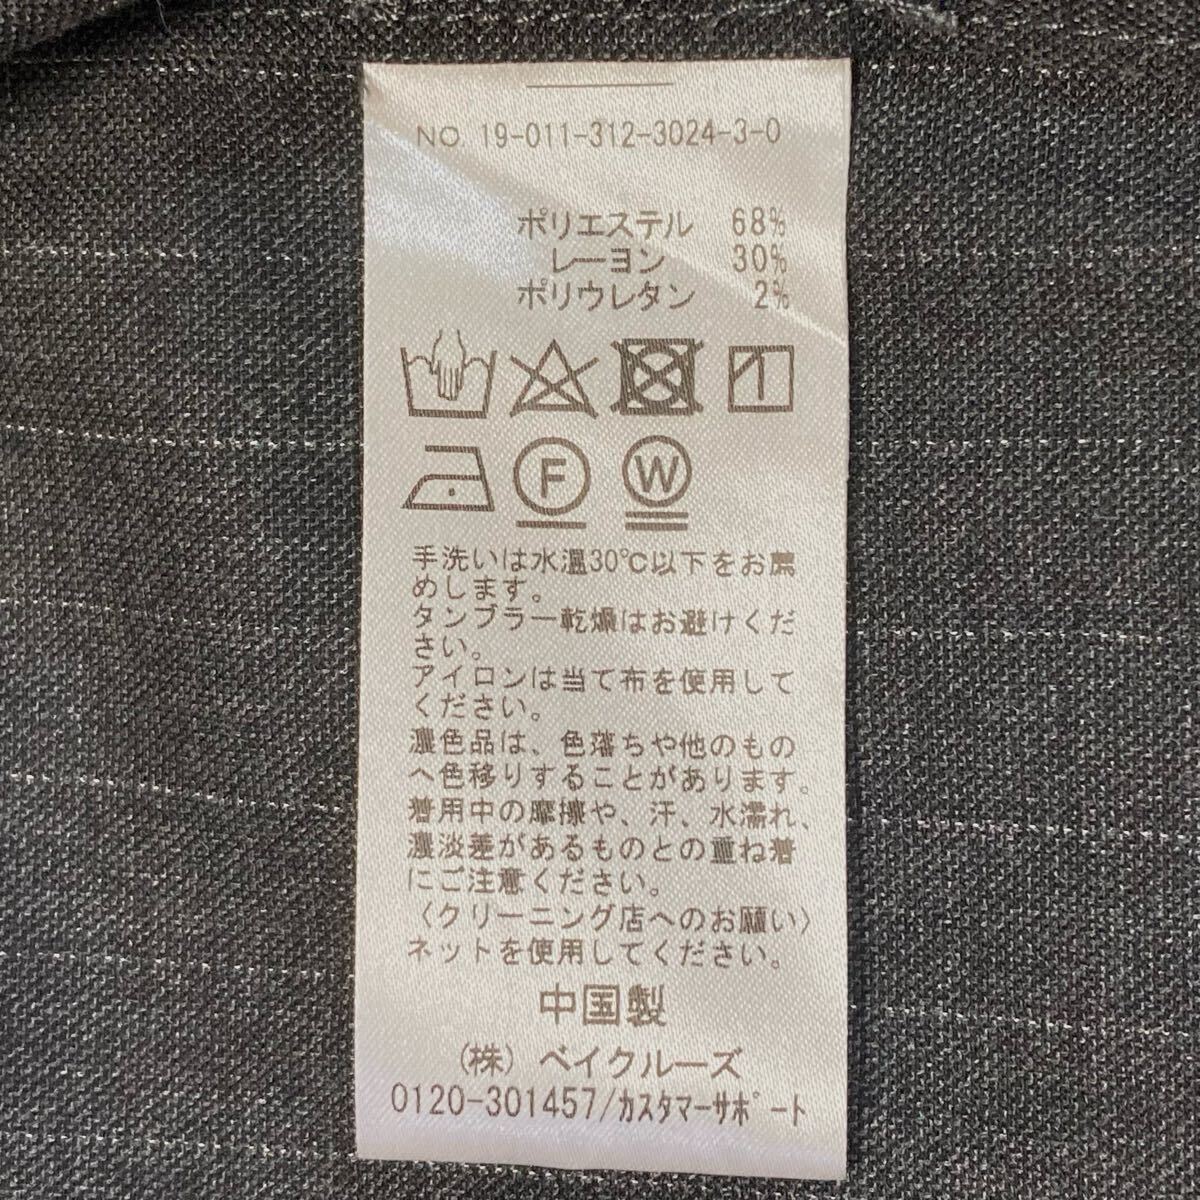 NO. 19-011-312-3024-3-0
ポリエステル 68%
レーヨン 30%
ポリウレタン 2%
F W
手洗いは水温30℃以下をお薦
めします。
タンブラー乾燥はお避けくだ
さい。
アイロンは当て布を使用して
ください。
濃色品は、色落ちや他のもの
へ色移りすることがあります。
着用中の摩擦や、汗、水濡れ、
濃淡差があるものとの重ね着
にご注意ください。
〈クリーニング店へのお願い〉
ネットを使用してください。
中国製
(株) ベイクルーズ
0120-301457/カスタマーサポート